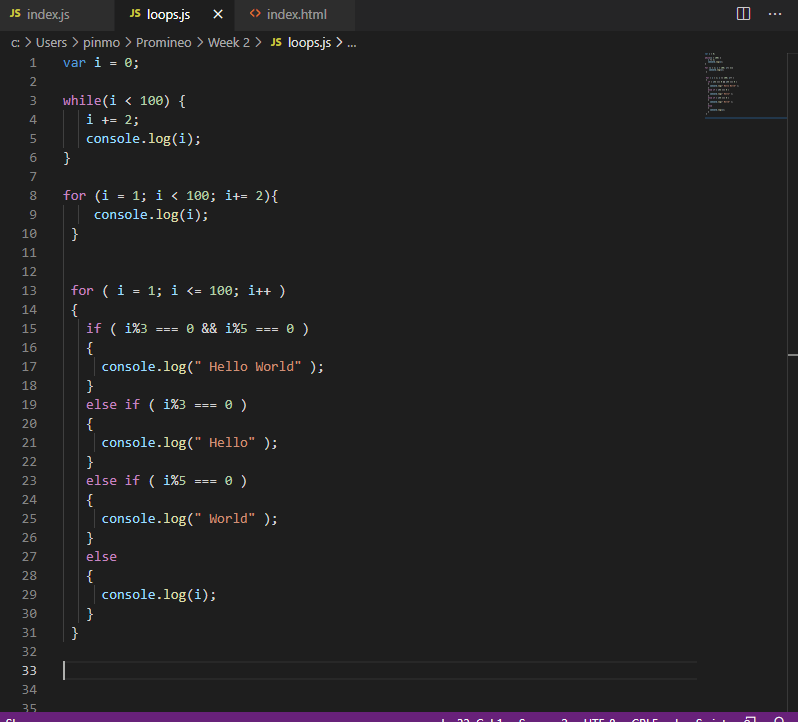 JS index.js JS loops.js × <> index.html ...
C: > Users > pinmo > Promineo > Week 2 > JS loops.js > ...
1 var i = 0;
2
3 while(i < 100) {
4     i += 2;
5     console.log(i);
6 }
7
8 for (i = 1; i < 100; i+= 2){
9     console.log(i);
10  }
11
12
13  for ( i = 1; i <= 100; i++ )
14  {
15    if ( i%3 === 0 && i%5 === 0 )
16    {
17      console.log(" Hello World" );
18    }
19    else if ( i%3 === 0 )
20    {
21      console.log(" Hello" );
22    }
23    else if ( i%5 === 0 )
24    {
25      console.log(" World" );
26    }
27    else
28    {
29      console.log(i);
30    }
31  }
32
33
34
35